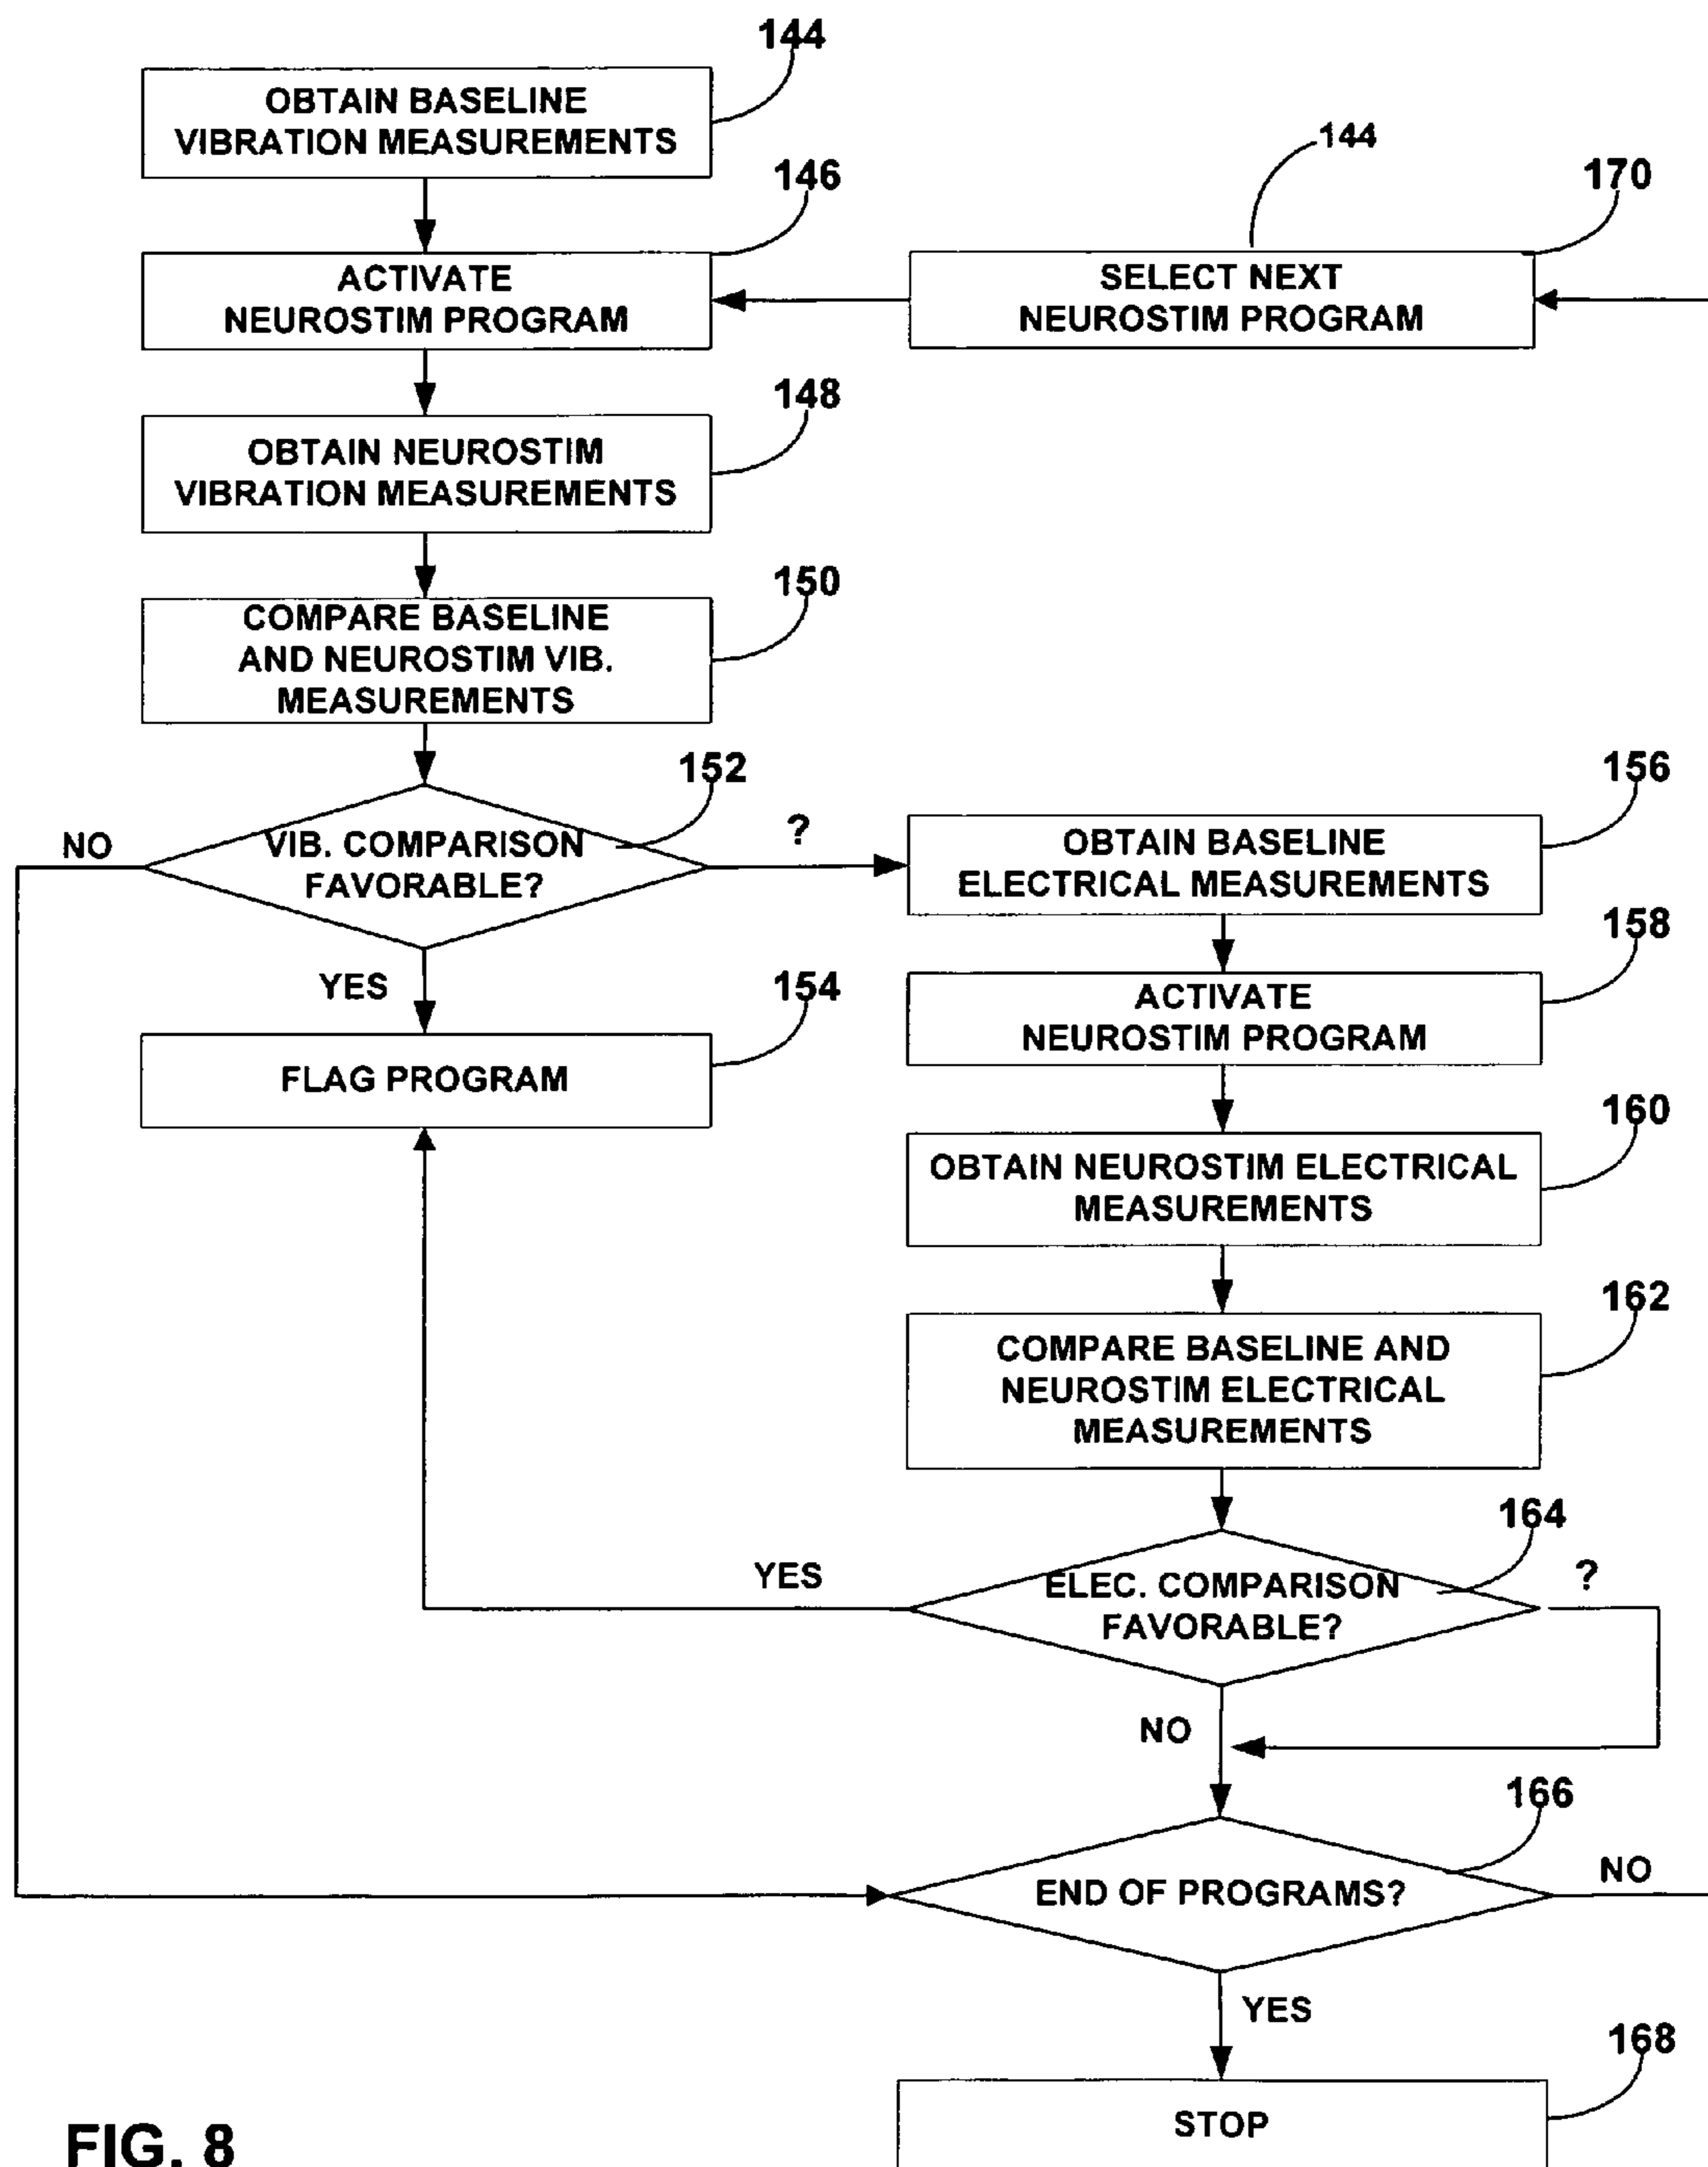 144
OBTAIN BASELINE
VIBRATION MEASUREMENTS
146
ACTIVATE
NEUROSTIM PROGRAM
144
170
SELECT NEXT
NEUROSTIM PROGRAM
148
OBTAIN NEUROSTIM
VIBRATION MEASUREMENTS
150
COMPARE BASELINE
AND NEUROSTIM VIB.
MEASUREMENTS
152
NO
VIB. COMPARISON
FAVORABLE?
?
YES
154
FLAG PROGRAM
156
OBTAIN BASELINE
ELECTRICAL MEASUREMENTS
158
ACTIVATE
NEUROSTIM PROGRAM
160
OBTAIN NEUROSTIM ELECTRICAL
MEASUREMENTS
162
COMPARE BASELINE AND
NEUROSTIM ELECTRICAL
MEASUREMENTS
164
YES
ELEC. COMPARISON
FAVORABLE?
?
NO
166
END OF PROGRAMS?
NO
YES
168
STOP
FIG. 8